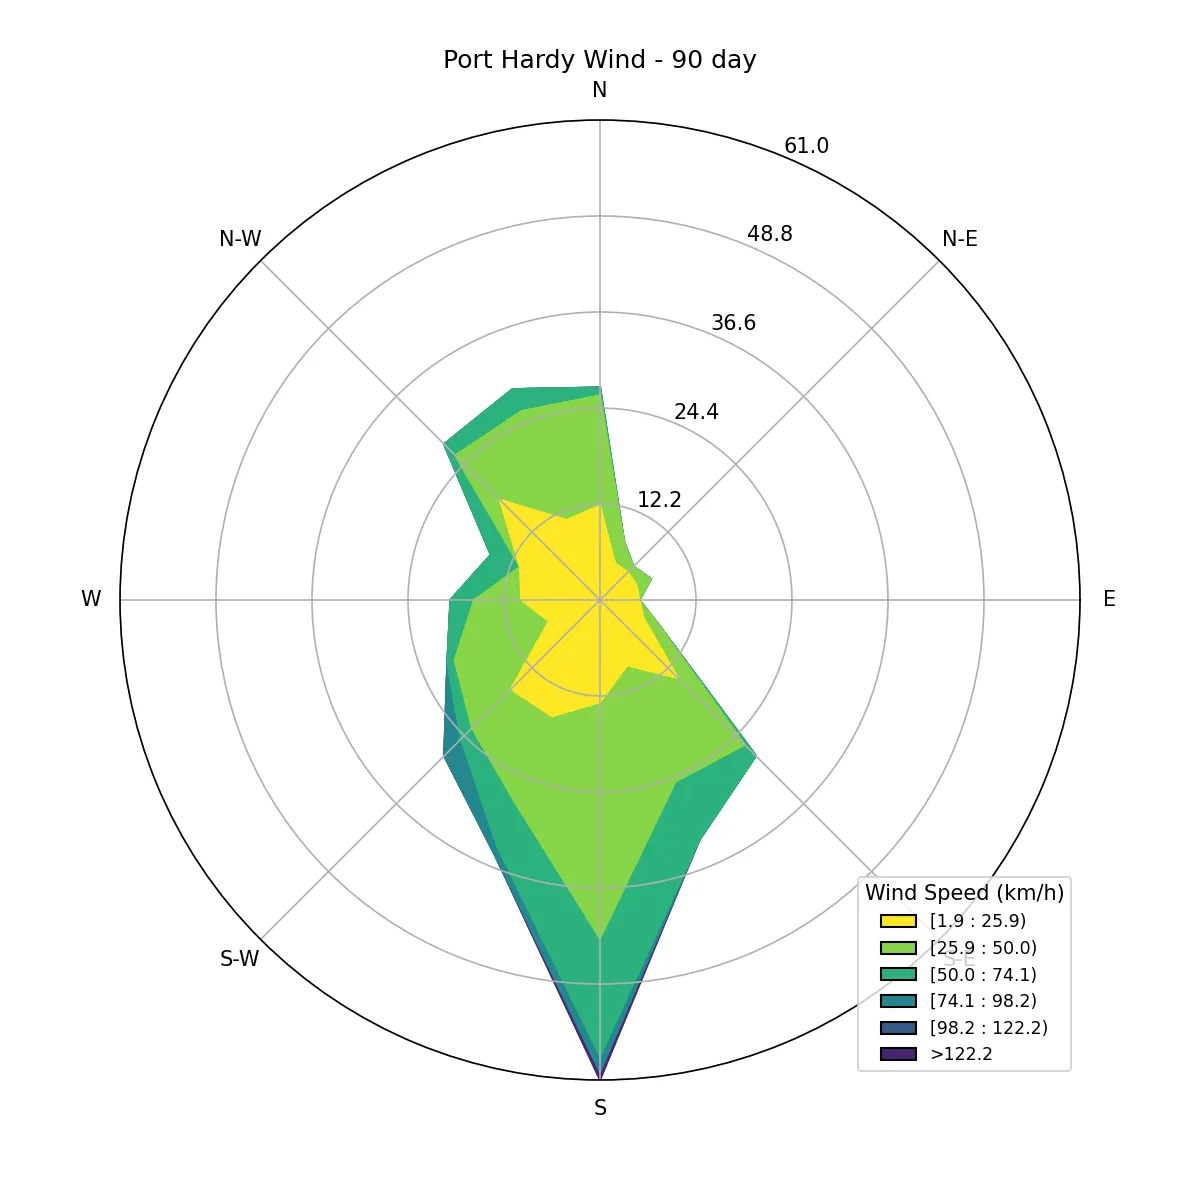 Port Hardy Wind - 90 day
N
61.0
N-W
N-E
48.8
36.6
24.4
12.2
W
E
S-W
S-E
S
Wind Speed (km/h)
[1.9 : 25.9)
[25.9 : 50.0)
[50.0 : 74.1)
[74.1 : 98.2)
[98.2 : 122.2)
>122.2